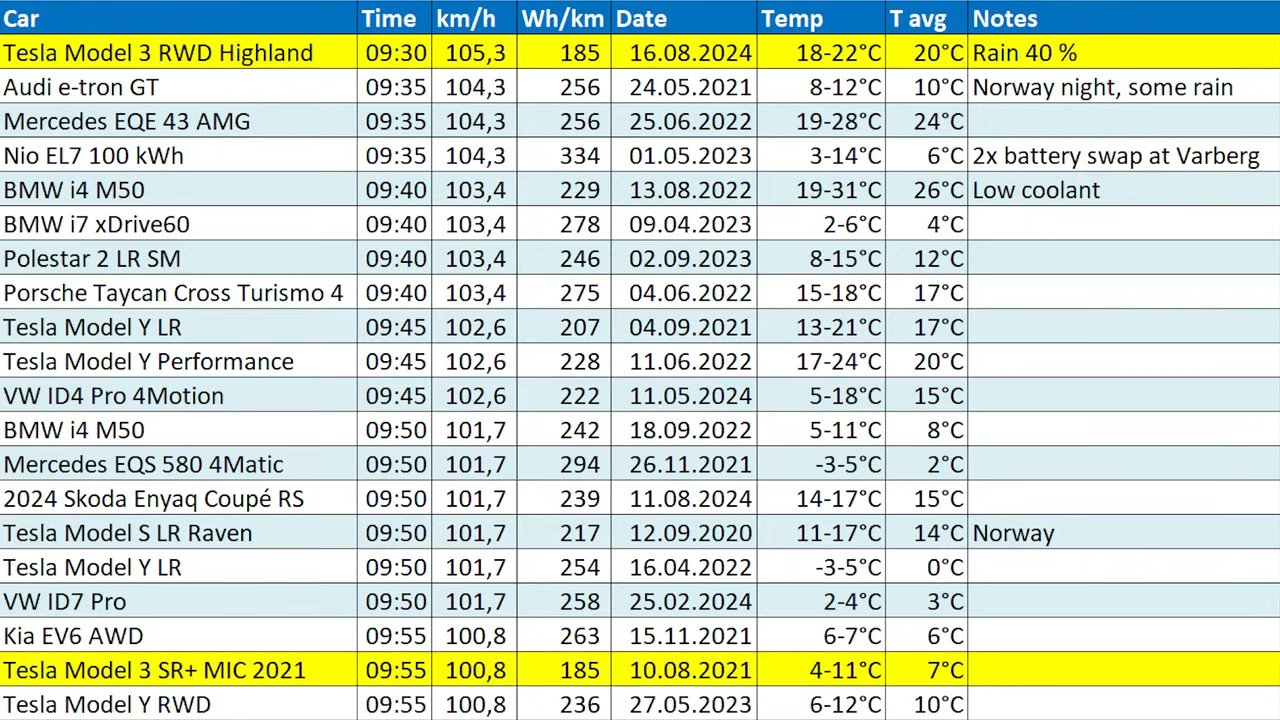 Car Time km/h Wh/km Date Temp T avg Notes
Tesla Model 3 RWD Highland 09:30 105,3 185 16.08.2024 18-22°C 20°C Rain 40 %
Audi e-tron GT 09:35 104,3 256 24.05.2021 8-12°C 10°C Norway night, some rain
Mercedes EQE 43 AMG 09:35 104,3 256 25.06.2022 19-28°C 24°C
Nio EL7 100 kWh 09:35 104,3 334 01.05.2023 3-14°C 6°C 2x battery swap at Varberg
BMW i4 M50 09:40 103,4 229 13.08.2022 19-31°C 26°C Low coolant
BMW i7 xDrive60 09:40 103,4 278 09.04.2023 2-6°C 4°C
Polestar 2 LR SM 09:40 103,4 246 02.09.2023 8-15°C 12°C
Porsche Taycan Cross Turismo 4 09:40 103,4 275 04.06.2022 15-18°C 17°C
Tesla Model Y LR 09:45 102,6 207 04.09.2021 13-21°C 17°C
Tesla Model Y Performance 09:45 102,6 228 11.06.2022 17-24°C 20°C
VW ID4 Pro 4Motion 09:45 102,6 222 11.05.2024 5-18°C 15°C
BMW i4 M50 09:50 101,7 242 18.09.2022 5-11°C 8°C
Mercedes EQS 580 4Matic 09:50 101,7 294 26.11.2021 -3-5°C 2°C
2024 Skoda Enyaq Coupé RS 09:50 101,7 239 11.08.2024 14-17°C 15°C
Tesla Model S LR Raven 09:50 101,7 217 12.09.2020 11-17°C 14°C Norway
Tesla Model Y LR 09:50 101,7 254 16.04.2022 -3-5°C 0°C
VW ID7 Pro 09:50 101,7 258 25.02.2024 2-4°C 3°C
Kia EV6 AWD 09:55 100,8 263 15.11.2021 6-7°C 6°C
Tesla Model 3 SR+ MIC 2021 09:55 100,8 185 10.08.2021 4-11°C 7°C
Tesla Model Y RWD 09:55 100,8 236 27.05.2023 6-12°C 10°C